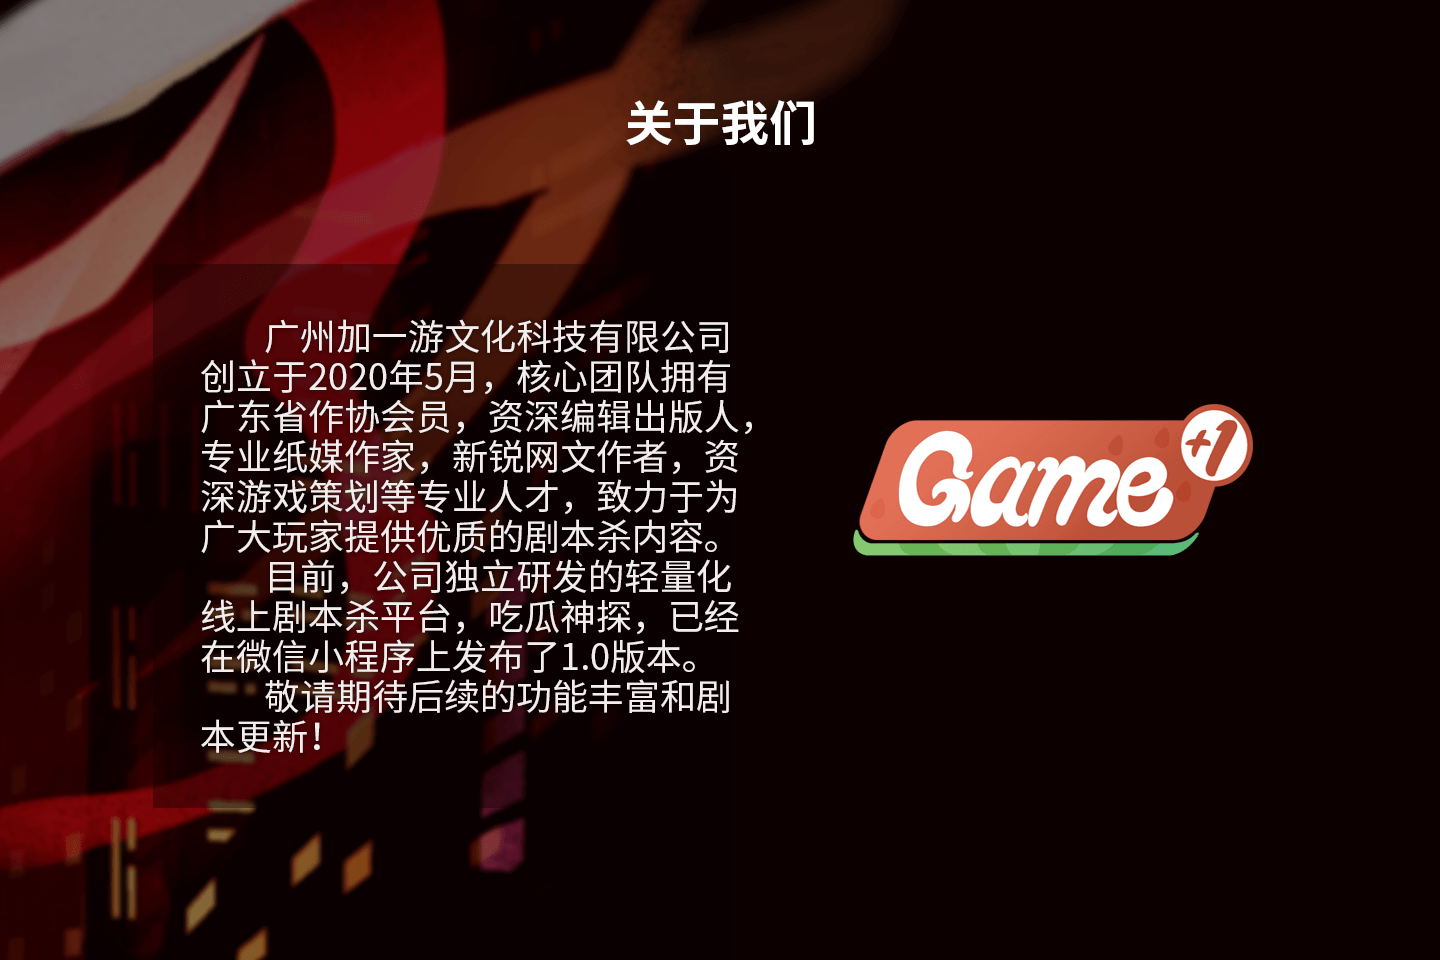 关于我们
广州加一游文化科技有限公司
创立于2020年5月，核心团队拥有
广东省作协会员，资深编辑出版人，
专业纸媒作家，新锐网文作者，资
深游戏策划等专业人才，致力于为
广大玩家提供优质的剧本杀内容。
目前，公司独立研发的轻量化
线上剧本杀平台，吃瓜神探，已经
在微信小程序上发布了1.0版本。
敬请期待后续的功能丰富和剧
本更新！
Game
+1